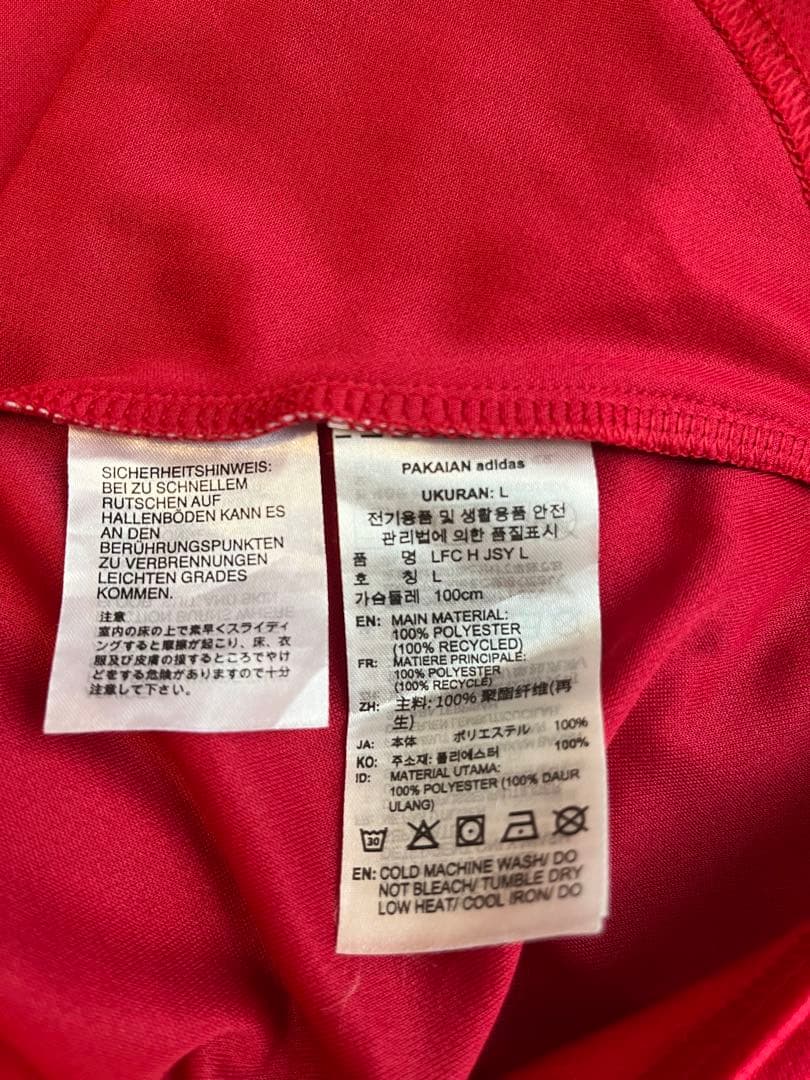 SICHERHEITSHINWEIS:
BEI ZU SCHNELLEM
RUTSCHEN AUF
HALLENBÖDEN KANN ES
AN DEN
BERÜHRUNGSPUNKTEN
ZU VERBRENNUNGEN
LEICHTEN GRADES
KOMMEN.
注意
室内の床の上で素早くスライディ
ングすると摩擦が起こり、床、衣
服及び皮膚の接するところでやけ
どをする危険がありますので十分
注意して下さい。
PAKAIAN adidas
UKURAN: L
전기용품 및 생활용품 안전
관리법에 의한 품질표시
품 명 LFC H JSY L
호 칭 L
가슴둘레 100cm
EN: MAIN MATERIAL:
100% POLYESTER
(100% RECYCLED)
FR: MATIERE PRINCIPALE:
100% POLYESTER
(100% RECYCLE)
ZH: 主料: 100% 聚酯纤维(再
生)
JA: 本体 ポリエステル 100%
KO: 주소재: 폴리에스터 100%
ID: MATERIAL UTAMA:
100% POLYESTER (100% DAUR
ULANG)
30
EN: COLD MACHINE WASH/ DO
NOT BLEACH/ TUMBLE DRY
LOW HEAT/ COOL IRON/ DO